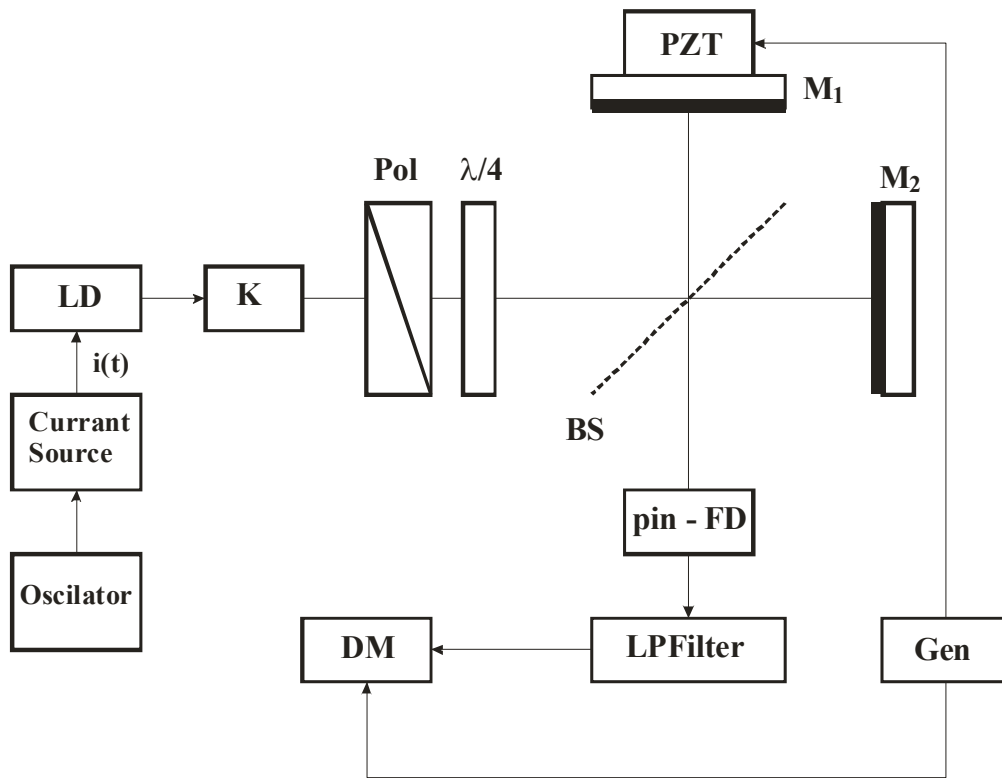 PZT
M₁
Pol
λ/4
M₂
LD
K
i(t)
Currant
Source
BS
pin - FD
Oscilator
DM
LPFilter
Gen